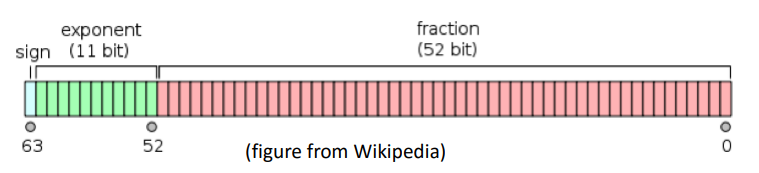 exponent
fraction
sign
(11 bit)
(52 bit)
63
52
(figure from Wikipedia)
0